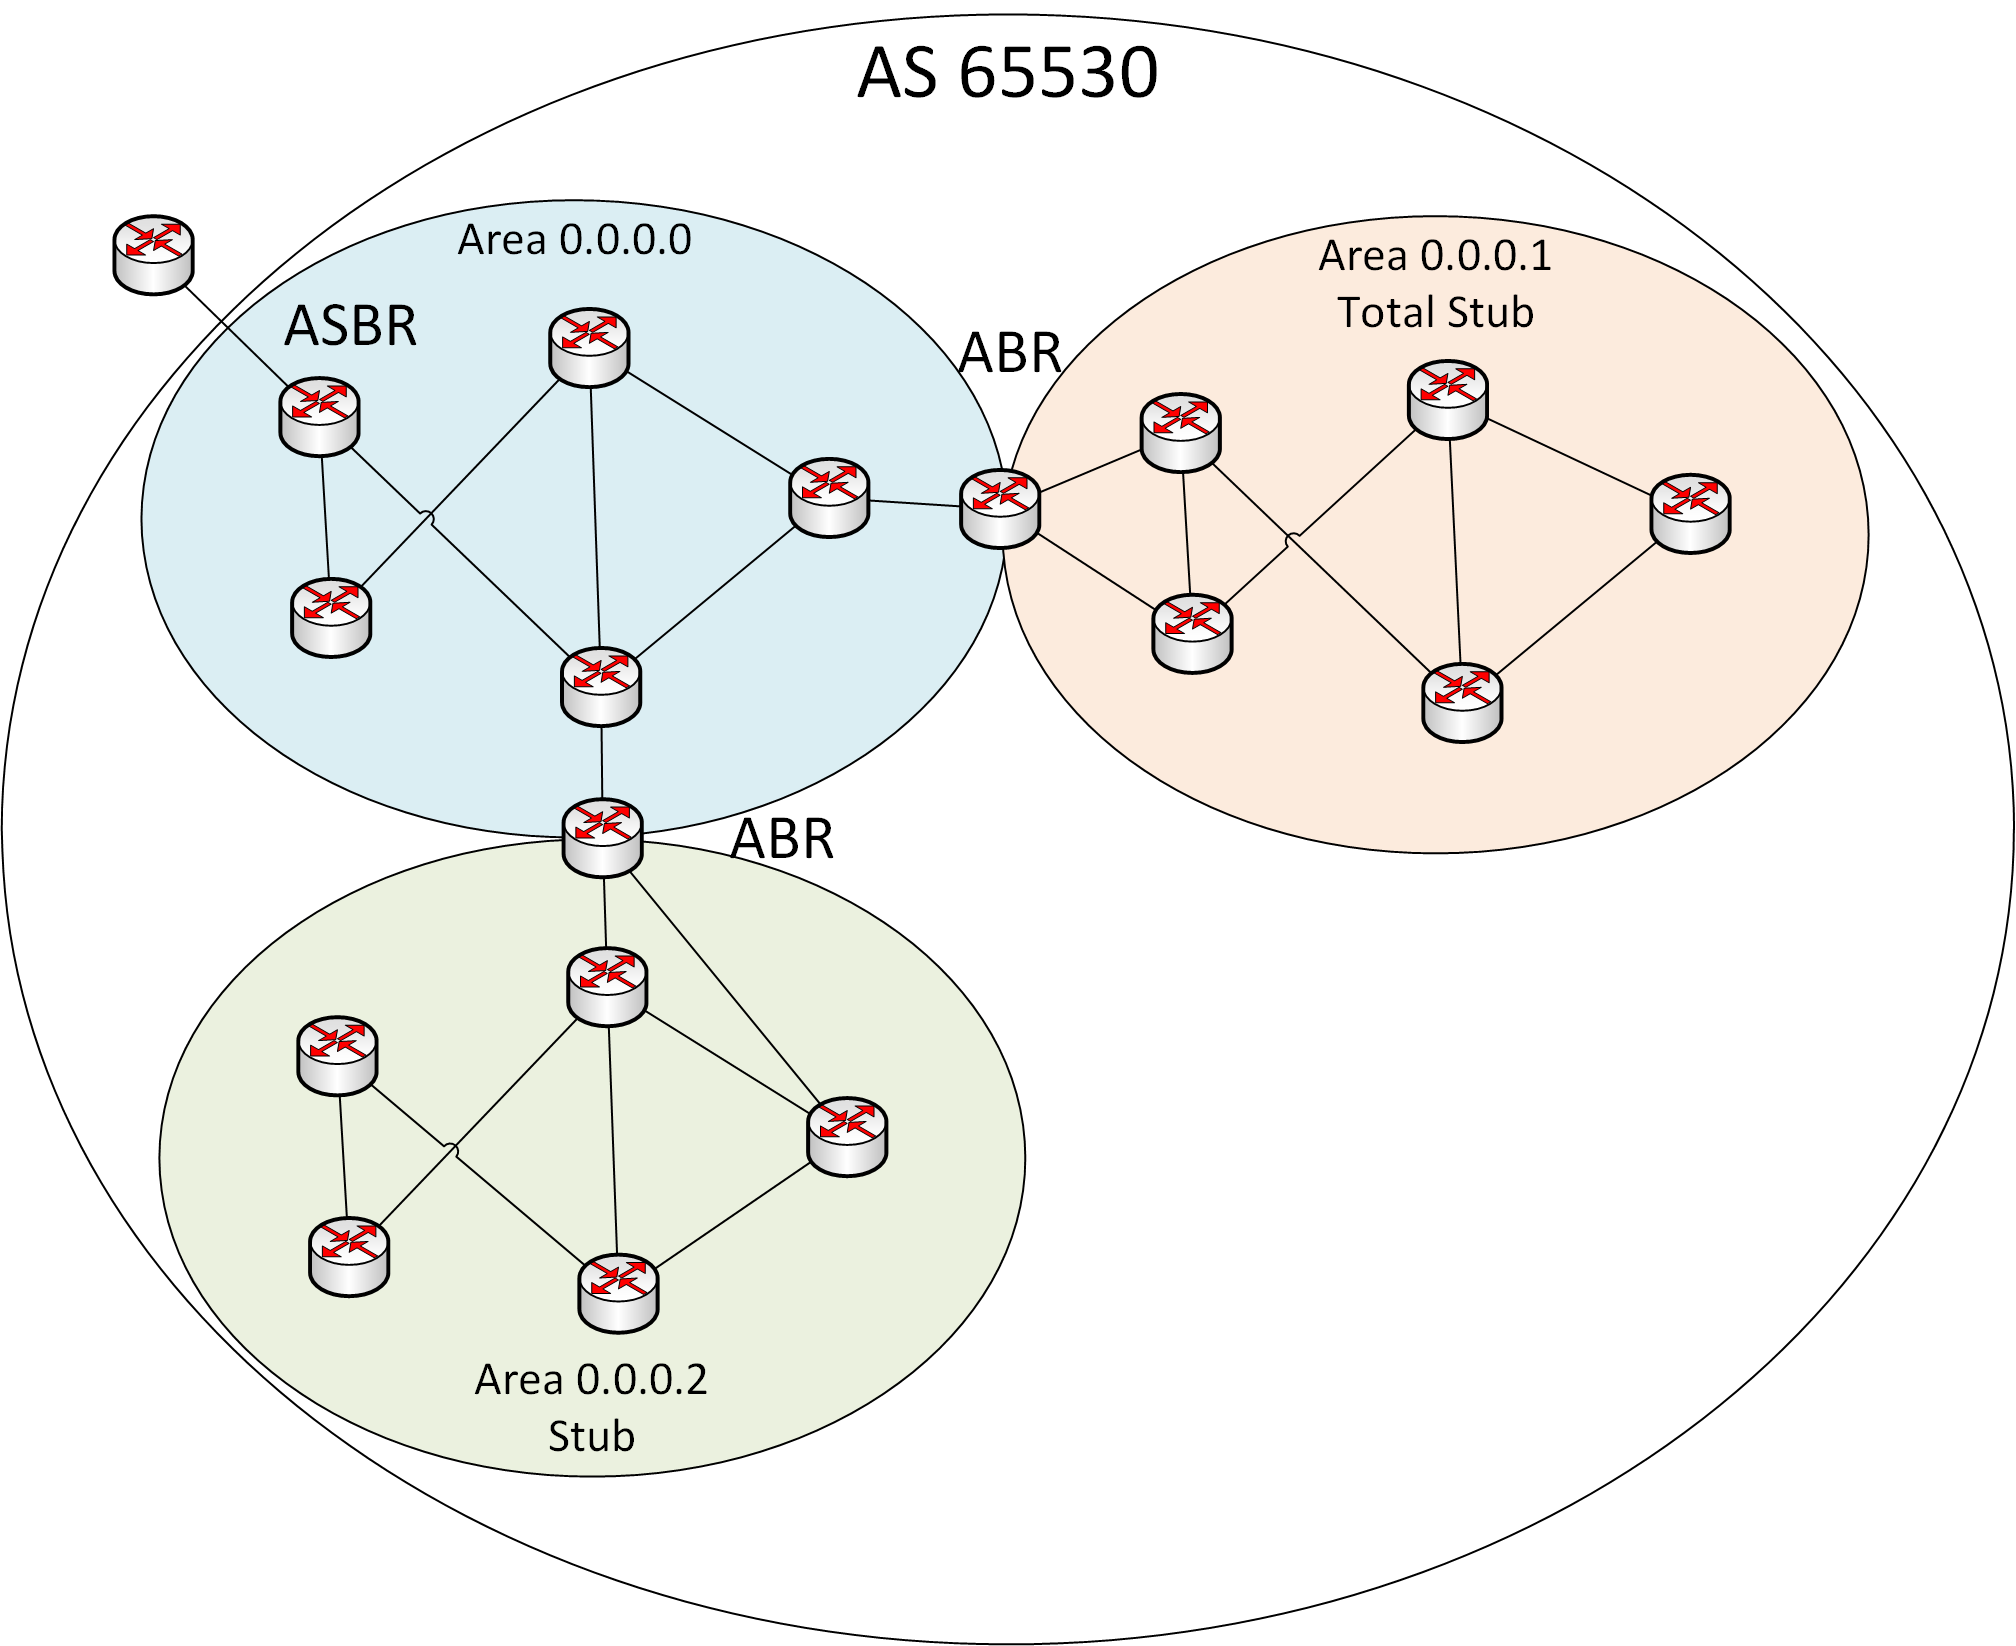 AS 65530
Area 0.0.0.0
Area 0.0.0.1
Total Stub
ASBR
ABR
ABR
Area 0.0.0.2
Stub